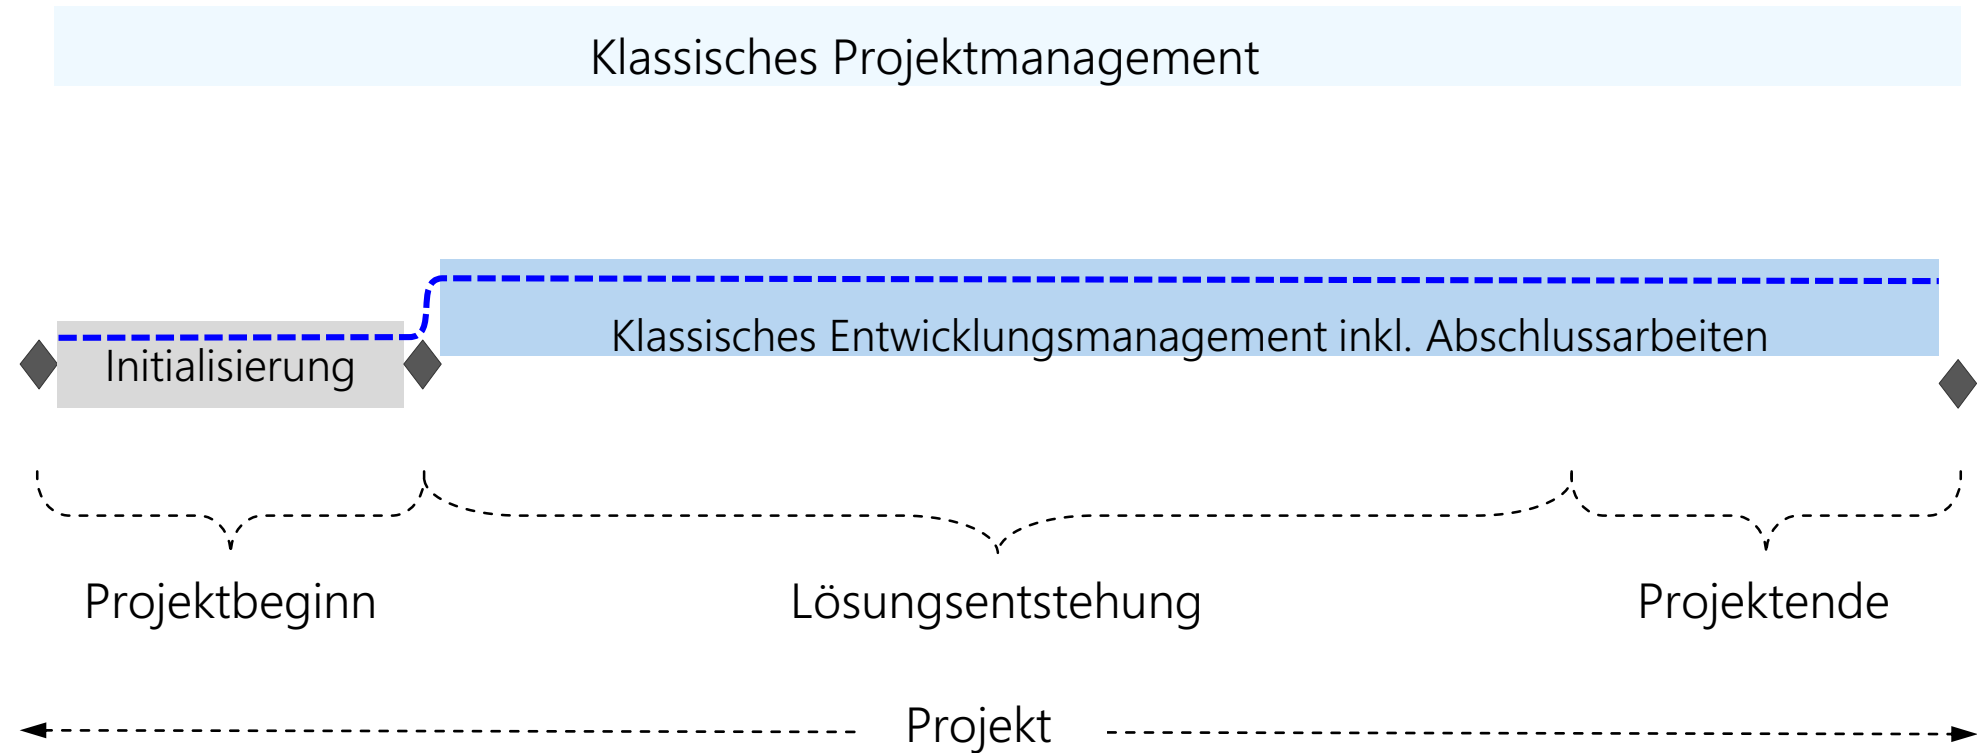 Klassisches Projektmanagement
Klassisches Entwicklungsmanagement inkl. Abschlussarbeiten
Initialisierung
Projektbeginn
Lösungsentstehung
Projektende
Projekt